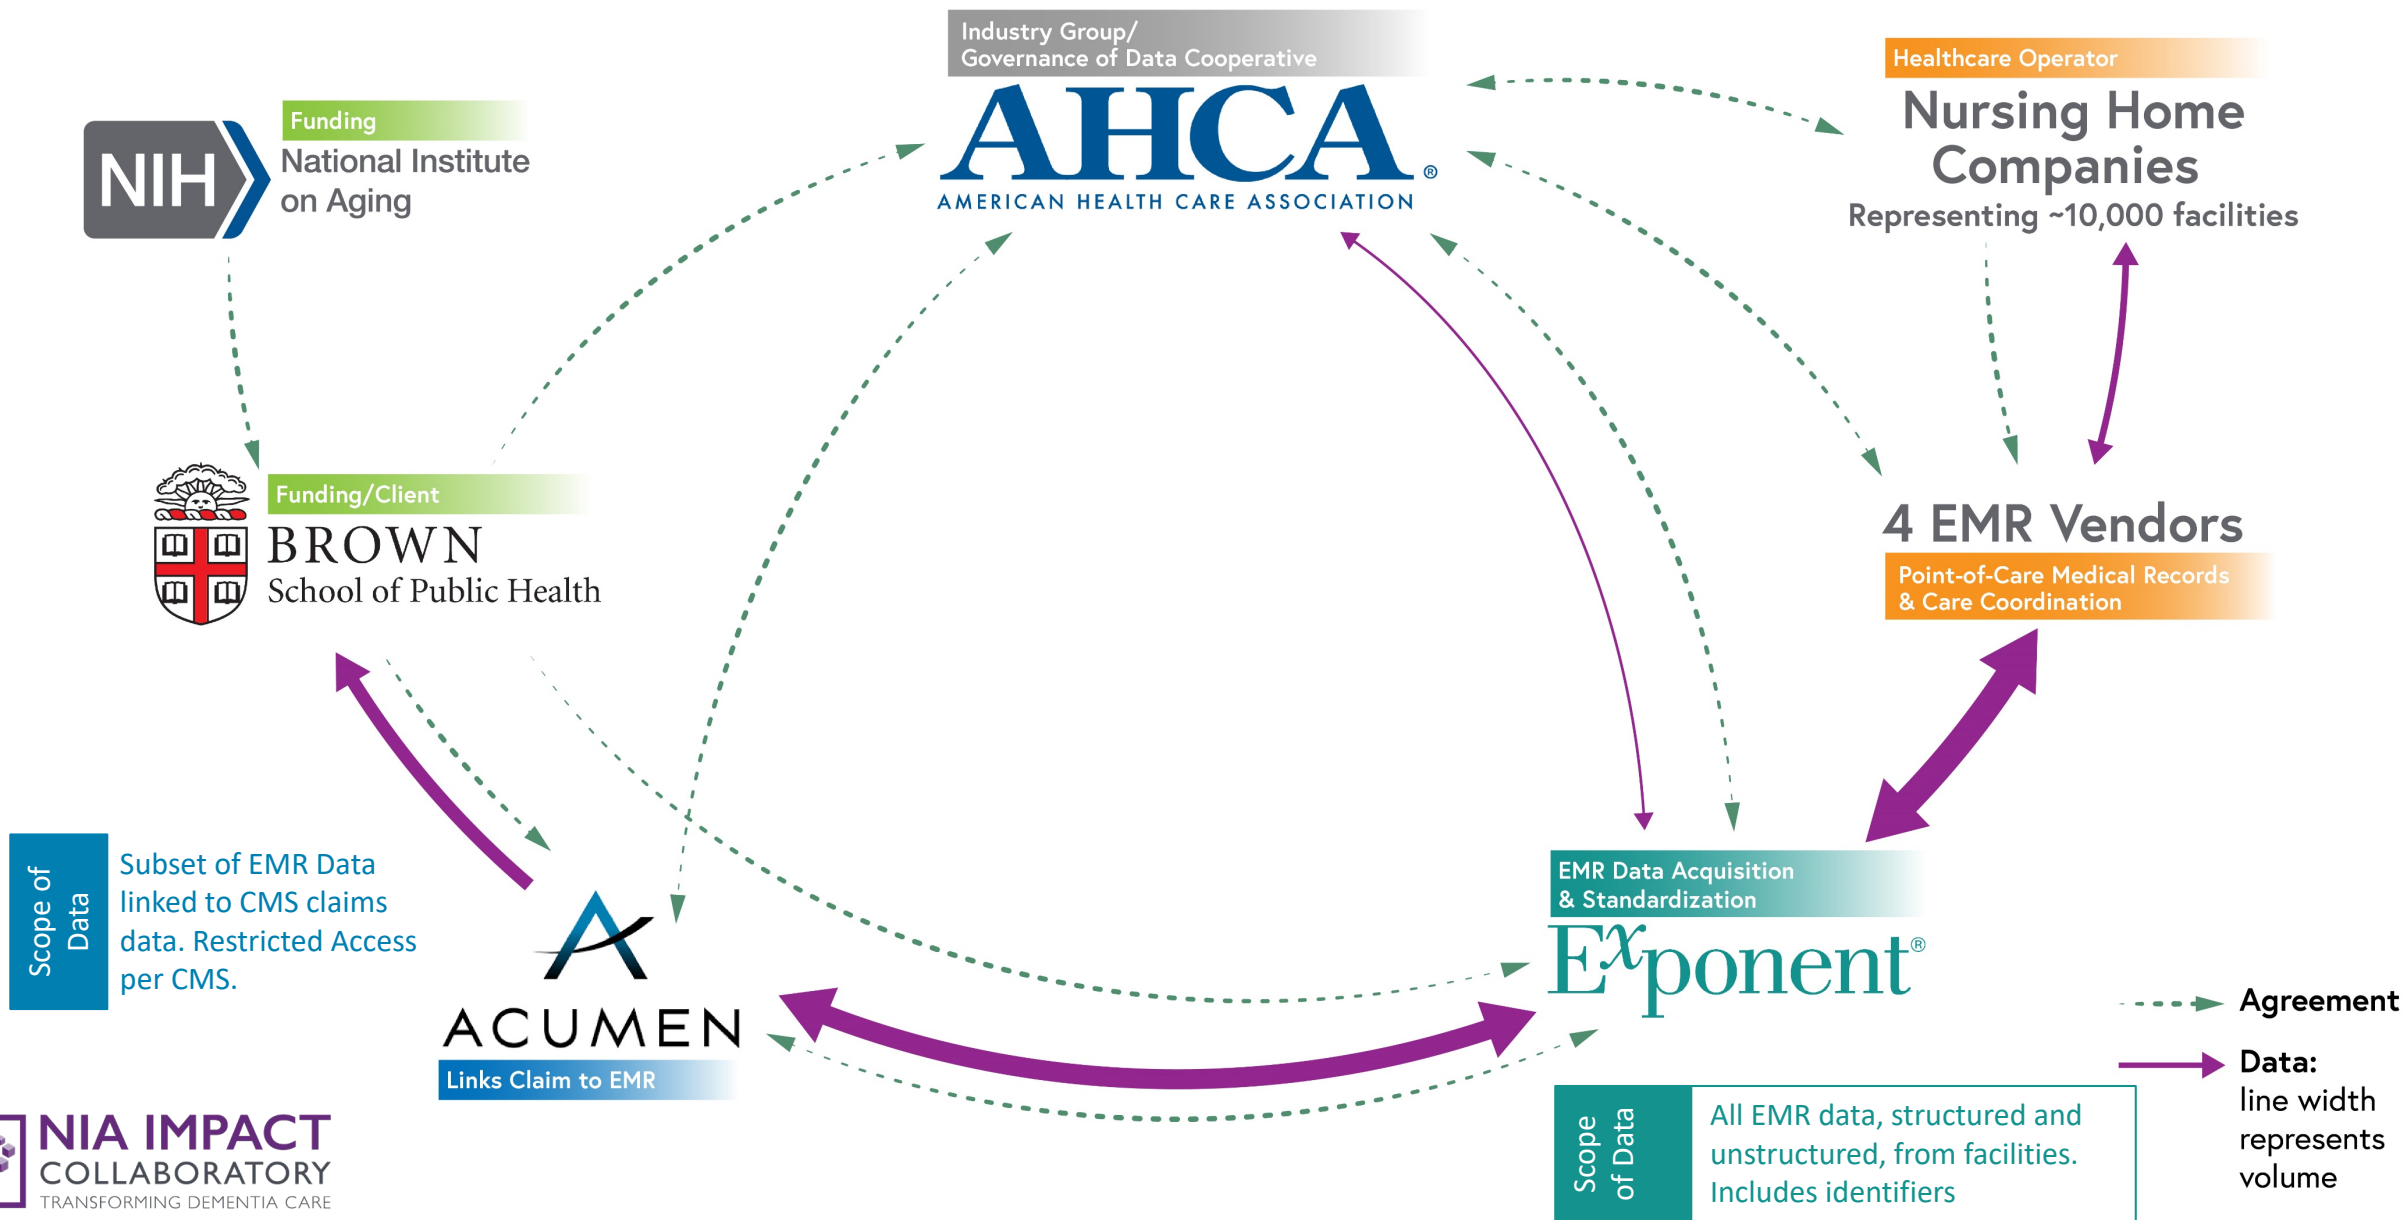 Industry Group/
Governance of Data Cooperative
AHCA®
AMERICAN HEALTH CARE ASSOCIATION
Healthcare Operator
Nursing Home
Companies
Representing ~10,000 facilities
NIH
Funding
National Institute
on Aging
Funding/Client
BROWN
School of Public Health
4 EMR Vendors
Point-of-Care Medical Records
& Care Coordination
Scope of
Data
Subset of EMR Data
linked to CMS claims
data. Restricted Access
per CMS.
ACUMEN
Links Claim to EMR
EMR Data Acquisition
& Standardization
Exponent®
Scope
of Data
All EMR data, structured and
unstructured, from facilities.
Includes identifiers
Agreement
Data:
line width
represents
volume
NIA IMPACT
COLLABORATORY
TRANSFORMING DEMENTIA CARE